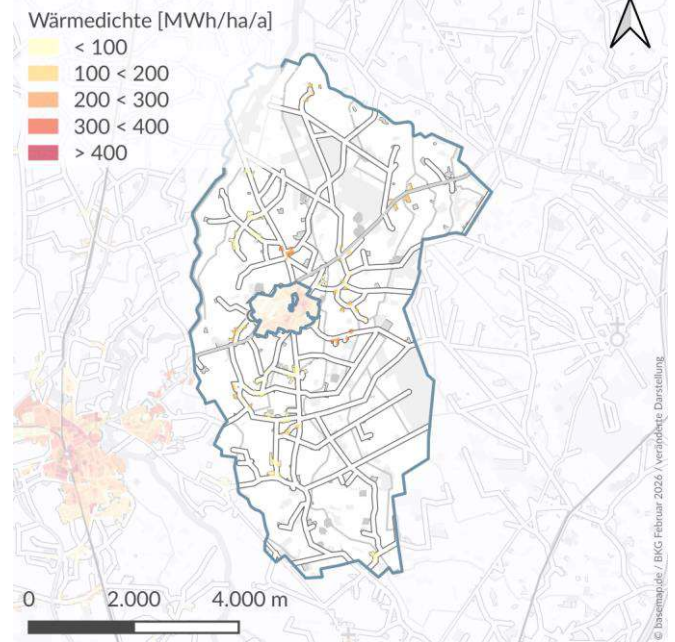 Wärmedichte [MWh/ha/a]
< 100
100 < 200
200 < 300
300 < 400
> 400
0 2.000 4.000 m
© basemap.de / BKG Februar 2026 / veränderte Darstellung